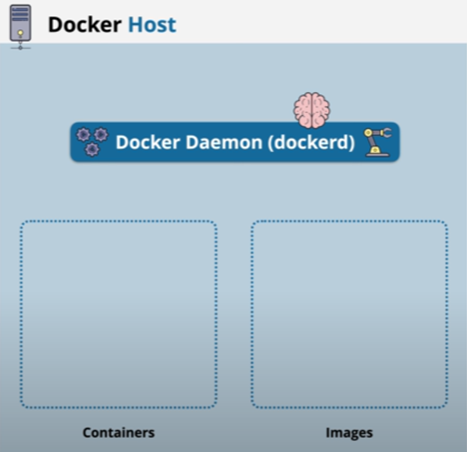 Docker Host
Docker Daemon (dockerd)
Containers
Images